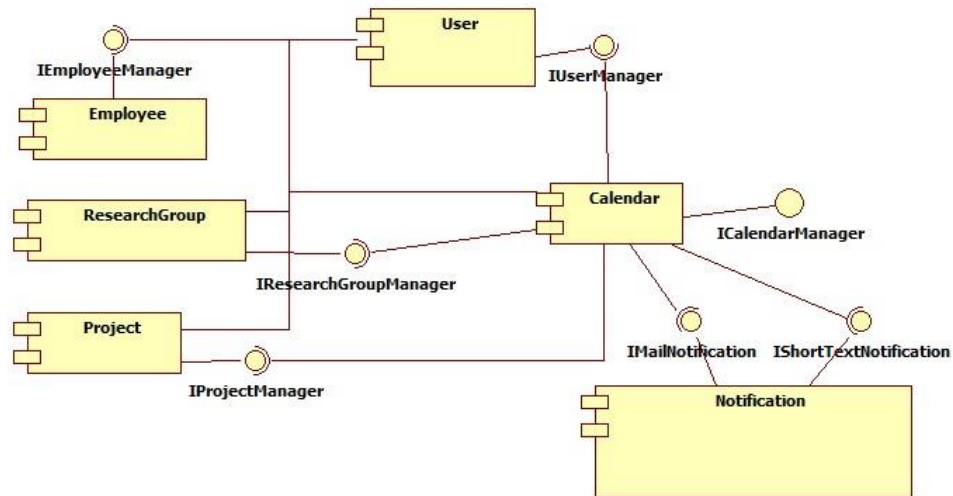 User
IEmployeeManager
IUserManager
Employee
Calendar
ResearchGroup
ICalendarManager
IResearchGroupManager
Project
IMailNotification
IShortTextNotification
IProjectManager
Notification